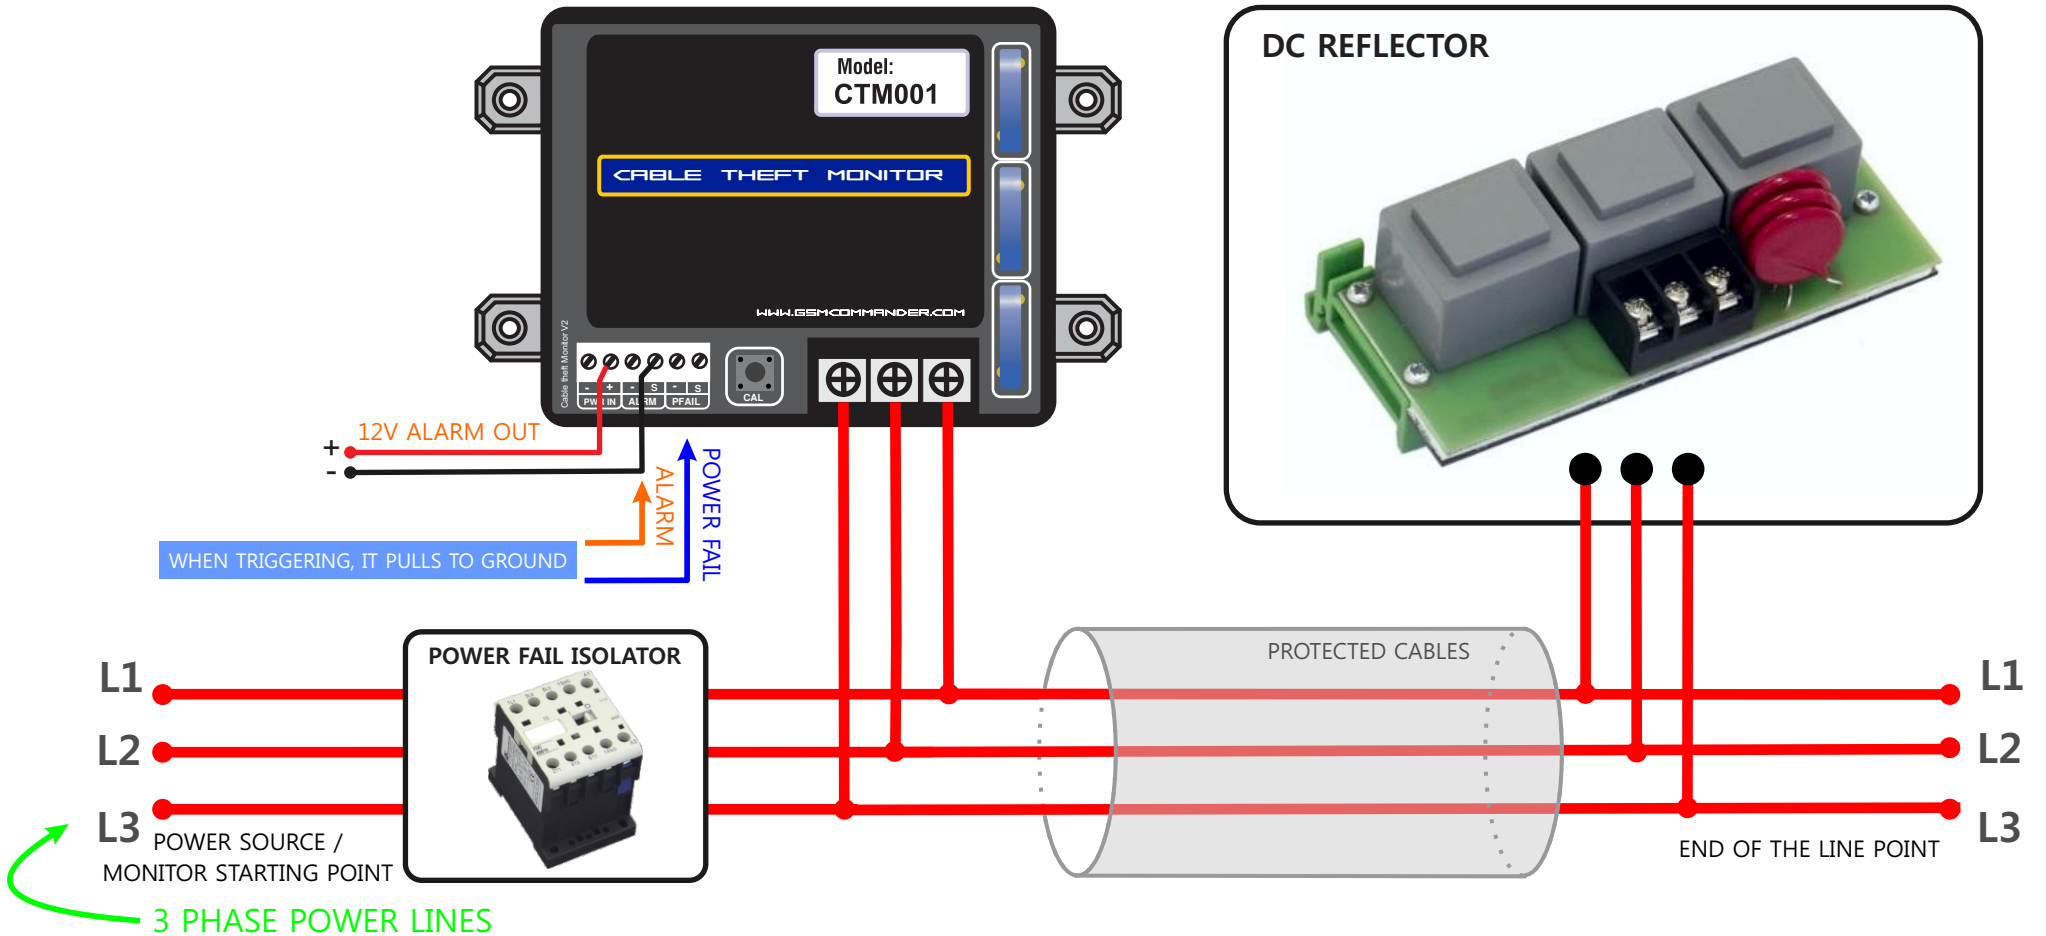 DC REFLECTOR
Model:
CTM001
CABLE THEFT MONITOR
WWW.GSMCOMMANDER.COM
Cable theft Monitor V2
- + - S - S
PWR IN ALRM PFAIL
CAL
12V ALARM OUT
+
-
ALARM
POWER FAIL
WHEN TRIGGERING, IT PULLS TO GROUND
POWER FAIL ISOLATOR
PROTECTED CABLES
L1
L2
L3
L1
L2
L3
POWER SOURCE /
MONITOR STARTING POINT
END OF THE LINE POINT
3 PHASE POWER LINES